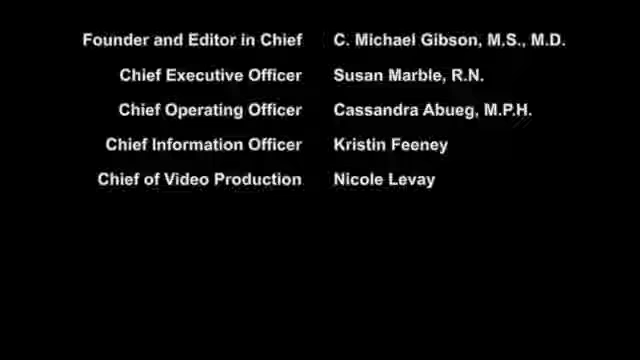 Founder and Editor in Chief C. Michael Gibson, M.S., M.D.
Chief Executive Officer Susan Marble, R.N.
Chief Operating Officer Cassandra Abueg, M.P.H.
Chief Information Officer Kristin Feeney
Chief of Video Production Nicole Levay